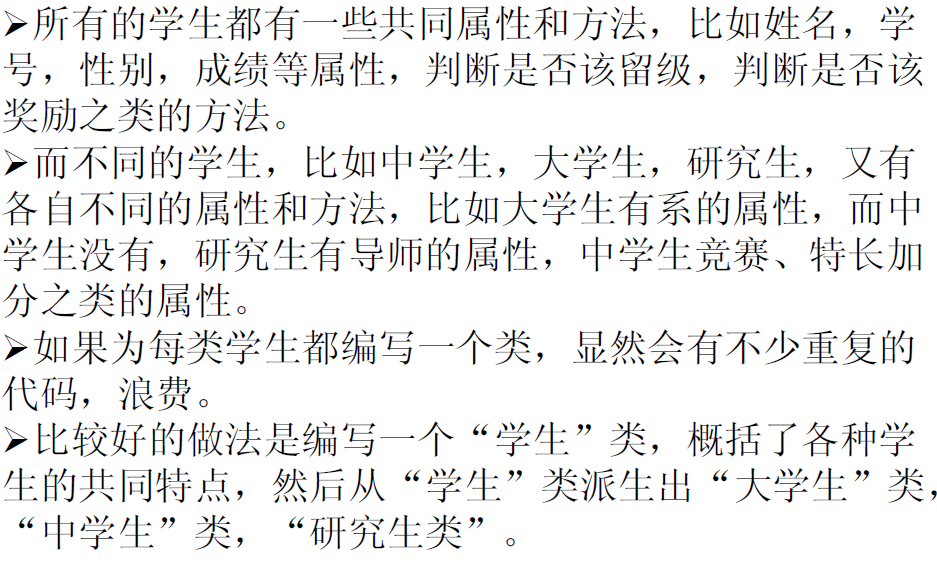 ➢所有的学生都有一些共同属性和方法，比如姓名，学
号，性别，成绩等属性，判断是否该留级，判断是否该
奖励之类的方法。
➢而不同的学生，比如中学生，大学生，研究生，又有
各自不同的属性和方法，比如大学生有系的属性，而中
学生没有，研究生有导师的属性，中学生竞赛、特长加
分之类的属性。
➢如果为每类学生都编写一个类，显然会有不少重复的
代码，浪费。
➢比较好的做法是编写一个“学生”类，概括了各种学
生的共同特点，然后从“学生”类派生出“大学生”类，
“中学生”类，“研究生类”。